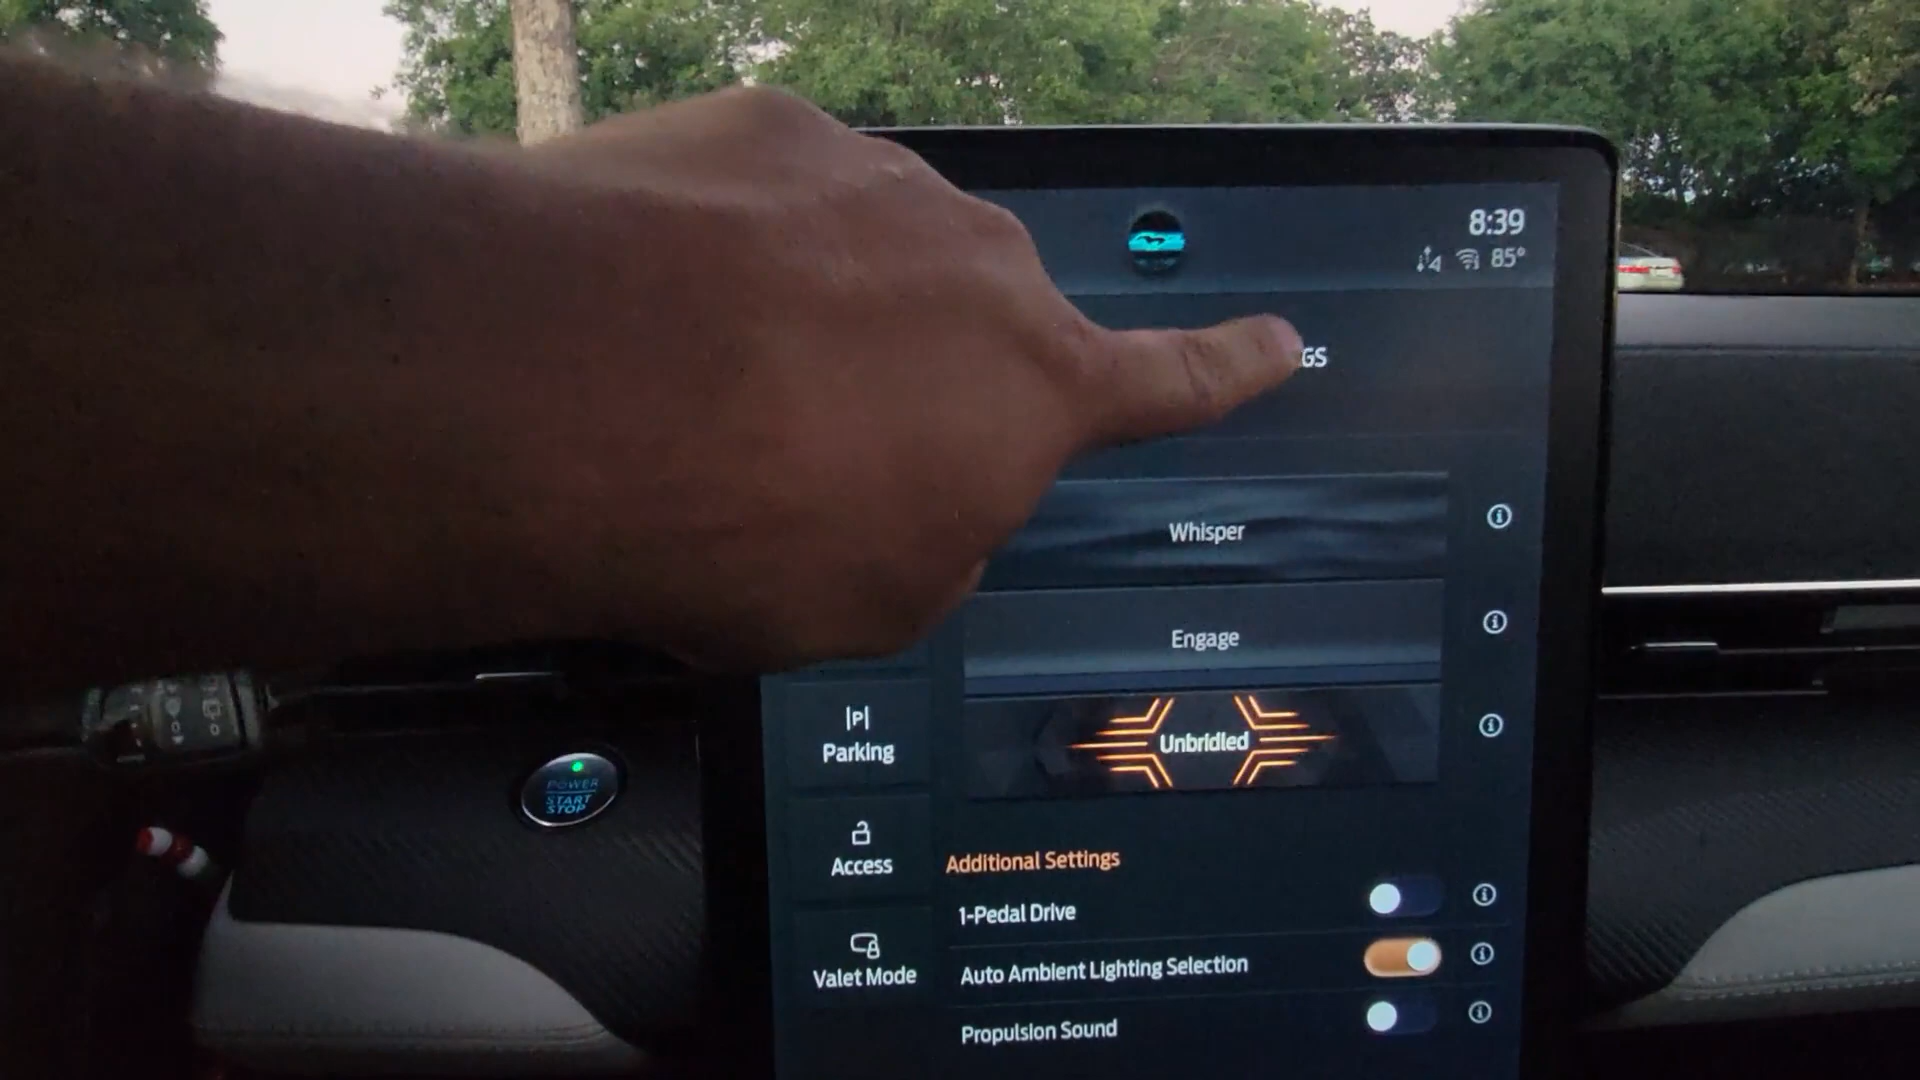 8:39
85°
GS
Whisper
Engage
Unbridled
Parking
Access
Valet Mode
Additional Settings
1-Pedal Drive
Auto Ambient Lighting Selection
Propulsion Sound
POWER
START
STOP